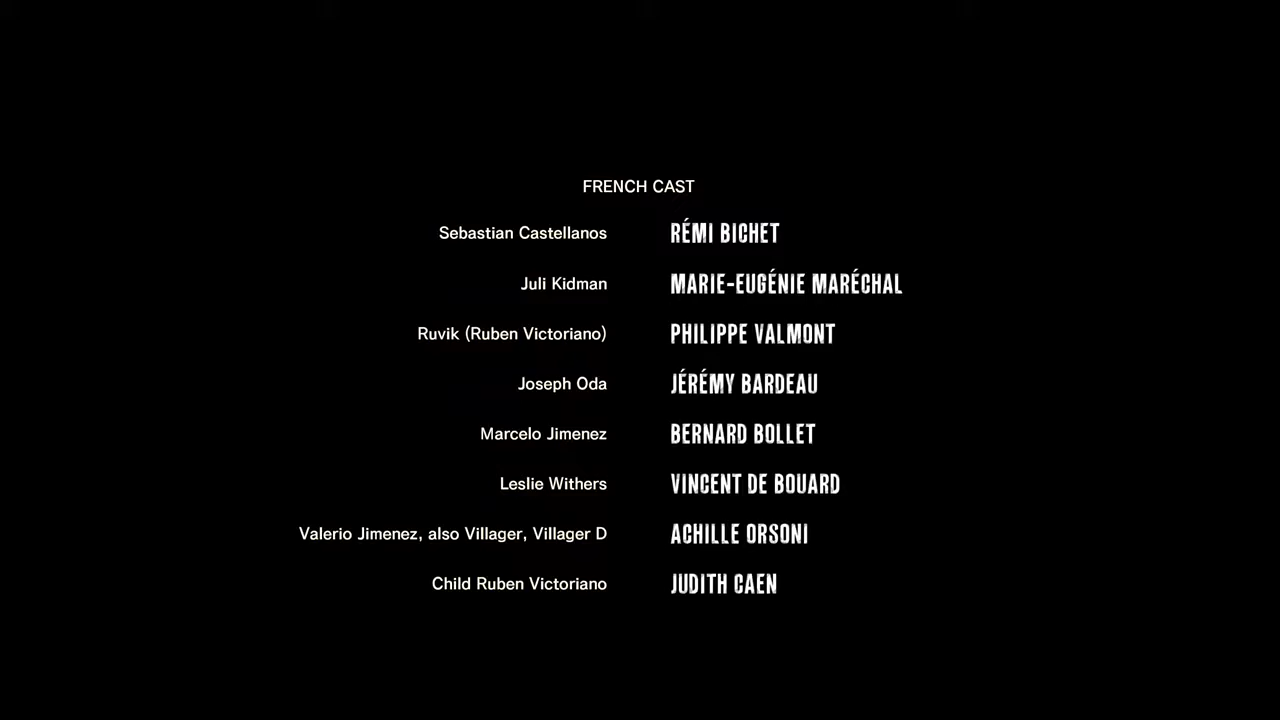 FRENCH CAST
Sebastian Castellanos RÉMI BICHET
Juli Kidman MARIE-EUGÉNIE MARÉCHAL
Ruvik (Ruben Victoriano) PHILIPPE VALMONT
Joseph Oda JÉRÉMY BARDEAU
Marcelo Jimenez BERNARD BOLLET
Leslie Withers VINCENT DE BOUARD
Valerio Jimenez, also Villager, Villager D ACHILLE ORSONI
Child Ruben Victoriano JUDITH CAEN